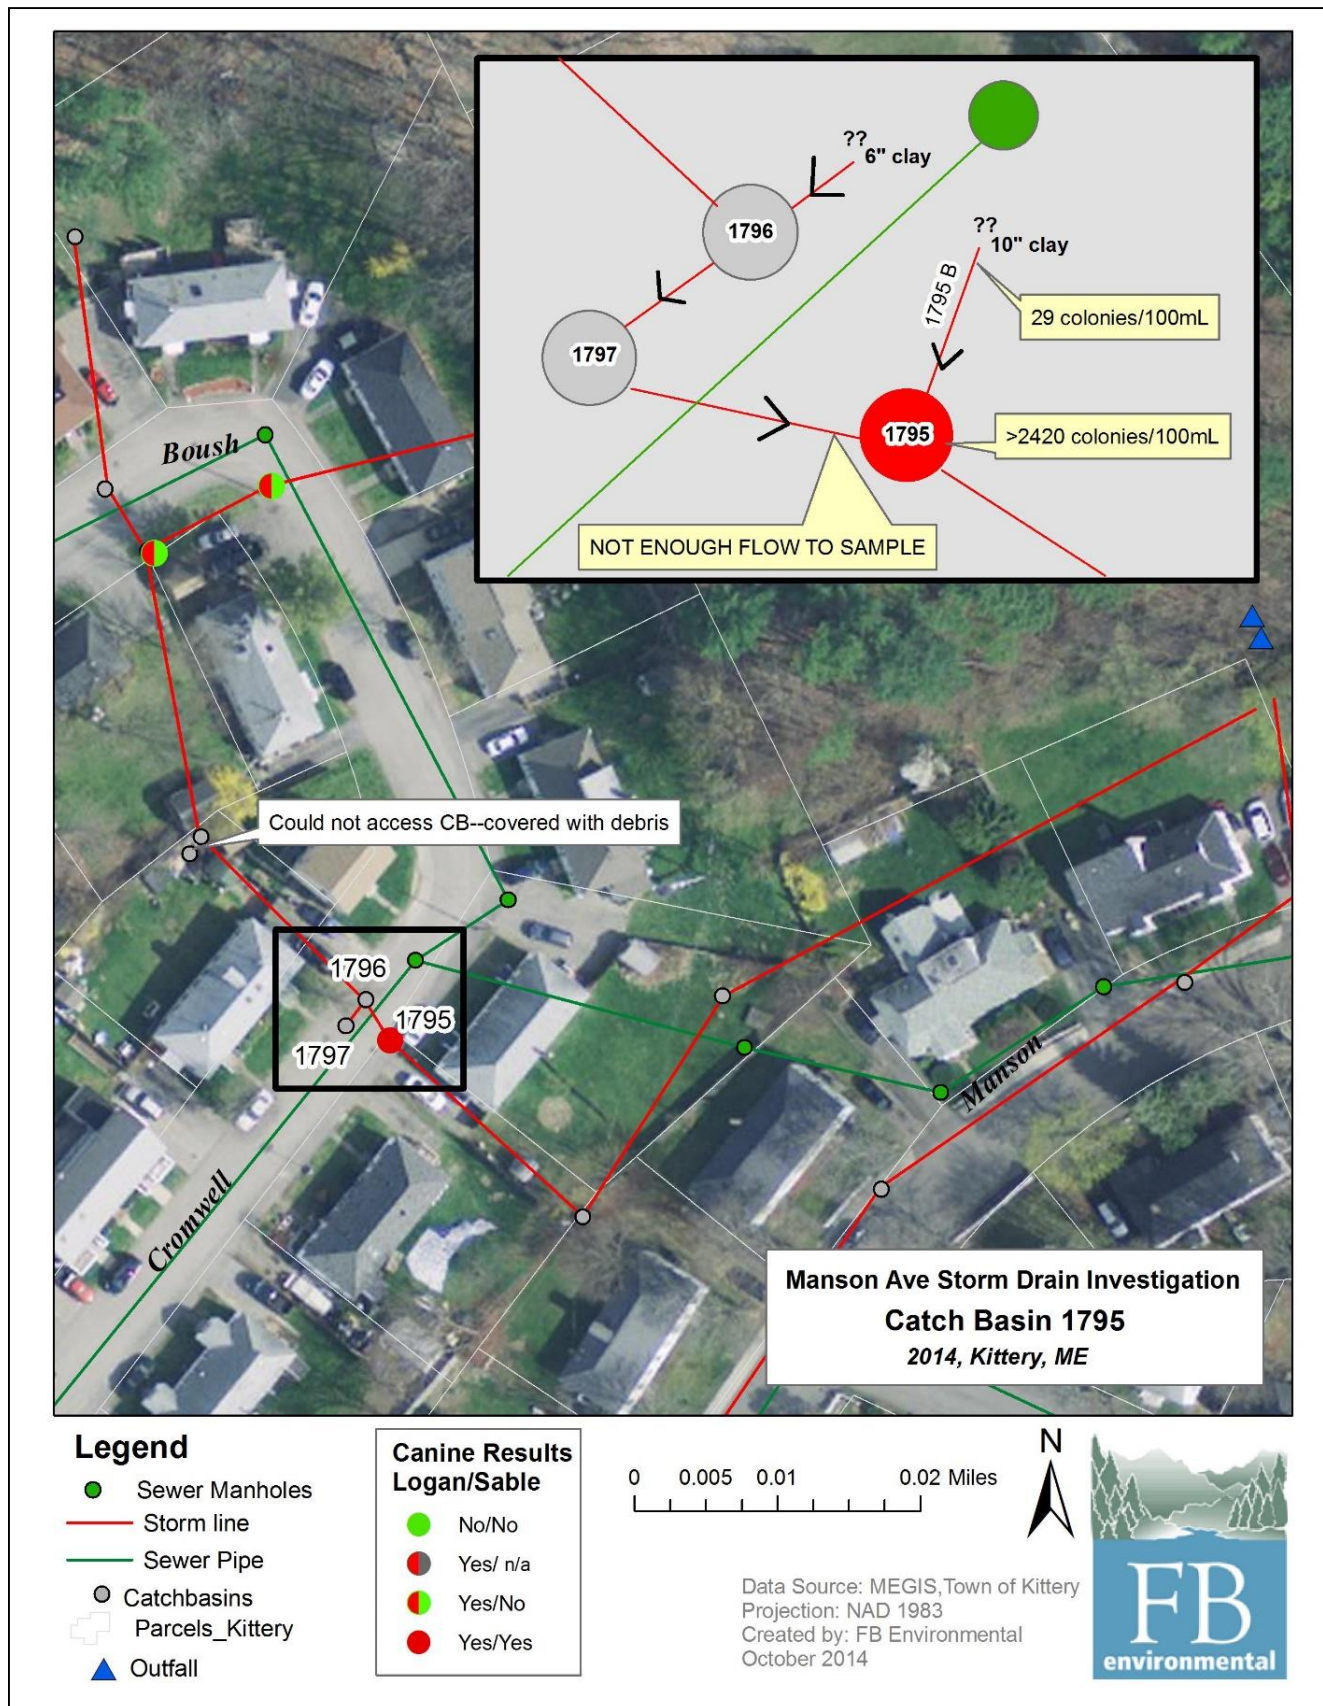 ??
6" clay
1796
??
10" clay
1795 B
29 colonies/100mL
1797
1795
>2420 colonies/100mL
NOT ENOUGH FLOW TO SAMPLE
Boush
Could not access CB--covered with debris
1796
1795
1797
Manson
Cromwell
Manson Ave Storm Drain Investigation
Catch Basin 1795
2014, Kittery, ME
Legend
Sewer Manholes
Storm line
Sewer Pipe
Catchbasins
Parcels_Kittery
Outfall
Canine Results
Logan/Sable
No/No
Yes/ n/a
Yes/No
Yes/Yes
0 0.005 0.01 0.02 Miles
N
Data Source: MEGIS,Town of Kittery
Projection: NAD 1983
Created by: FB Environmental
October 2014
FB
environmental